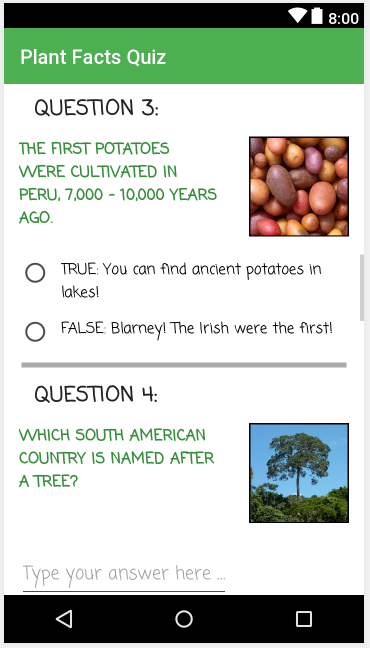 8:00
Plant Facts Quiz
QUESTION 3:
THE FIRST POTATOES
WERE CULTIVATED IN
PERU, 7,000 - 10,000 YEARS
AGO.
TRUE: You can find ancient potatoes in
lakes!
FALSE: Blarney! The Irish were the first!
QUESTION 4:
WHICH SOUTH AMERICAN
COUNTRY IS NAMED AFTER
A TREE?
Type your answer here ...